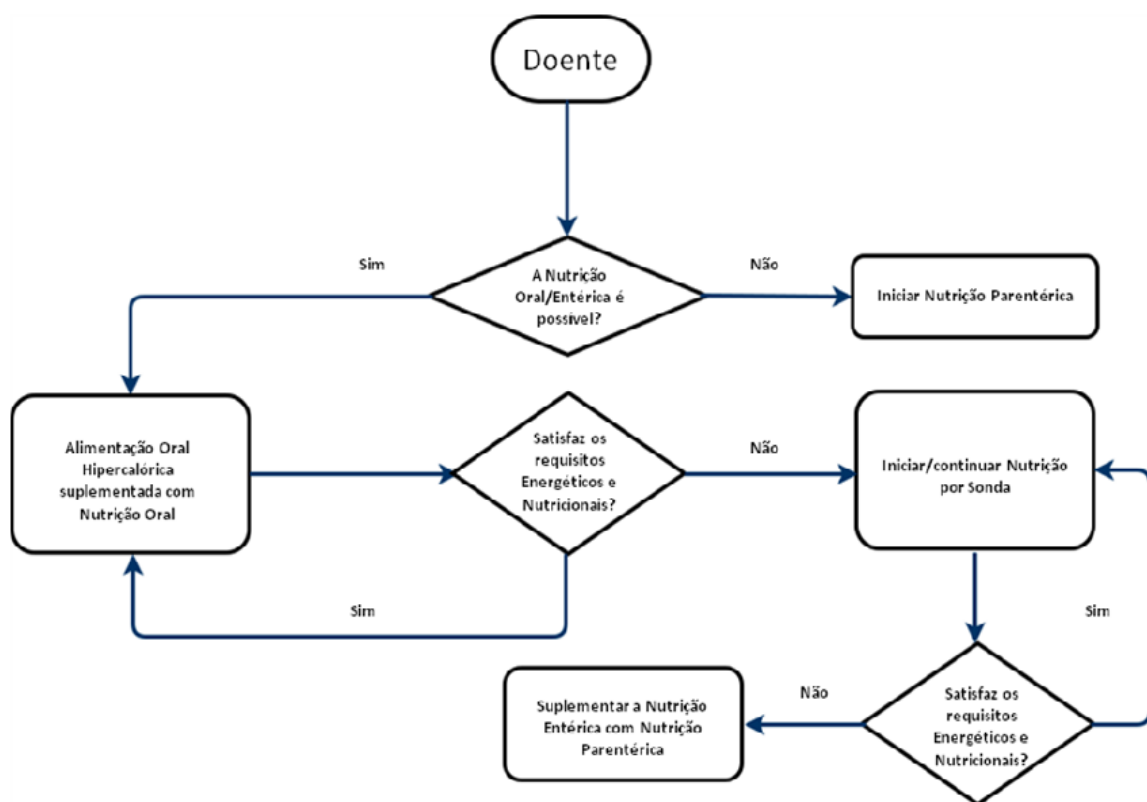 Doente
Sim
A Nutrição
Oral/Entérica é
possível?
Não
Iniciar Nutrição Parentérica
Alimentação Oral
Hipercalórica
suplementada com
Nutrição Oral
Satisfaz os
requisitos
Energéticos e
Nutricionais?
Não
Iniciar/continuar Nutrição
por Sonda
Sim
Sim
Suplementar a Nutrição
Entérica com Nutrição
Parentérica
Não
Satisfaz os
requisitos
Energéticos e
Nutricionais?